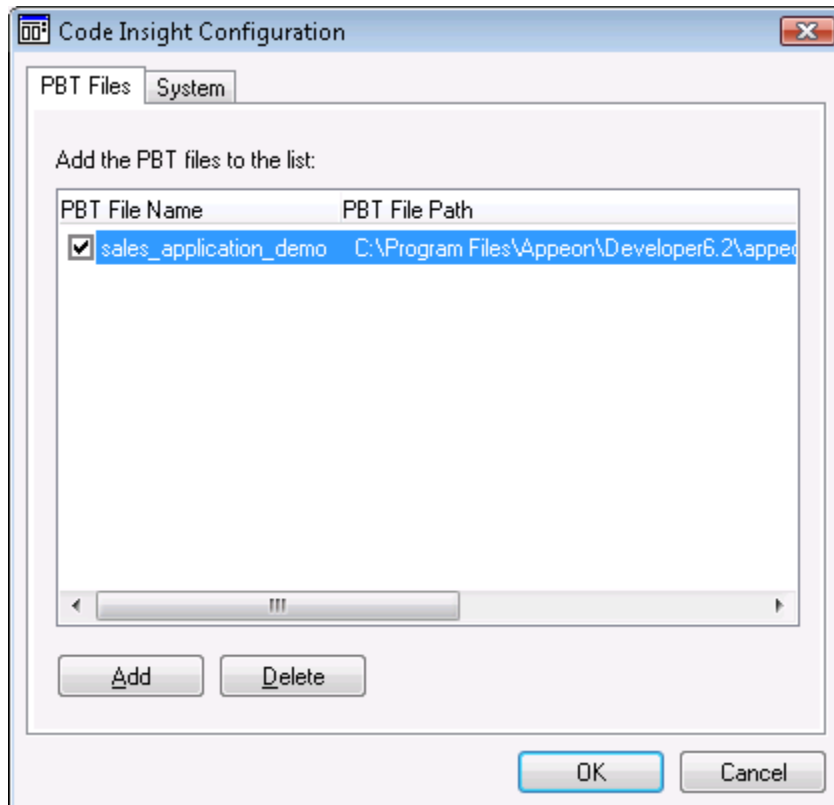 Code Insight Configuration
PBT Files System
Add the PBT files to the list:
PBT File Name PBT File Path
sales_application_demo C:\Program Files\Appeon\Developer6.2\appeo
Add Delete
OK Cancel